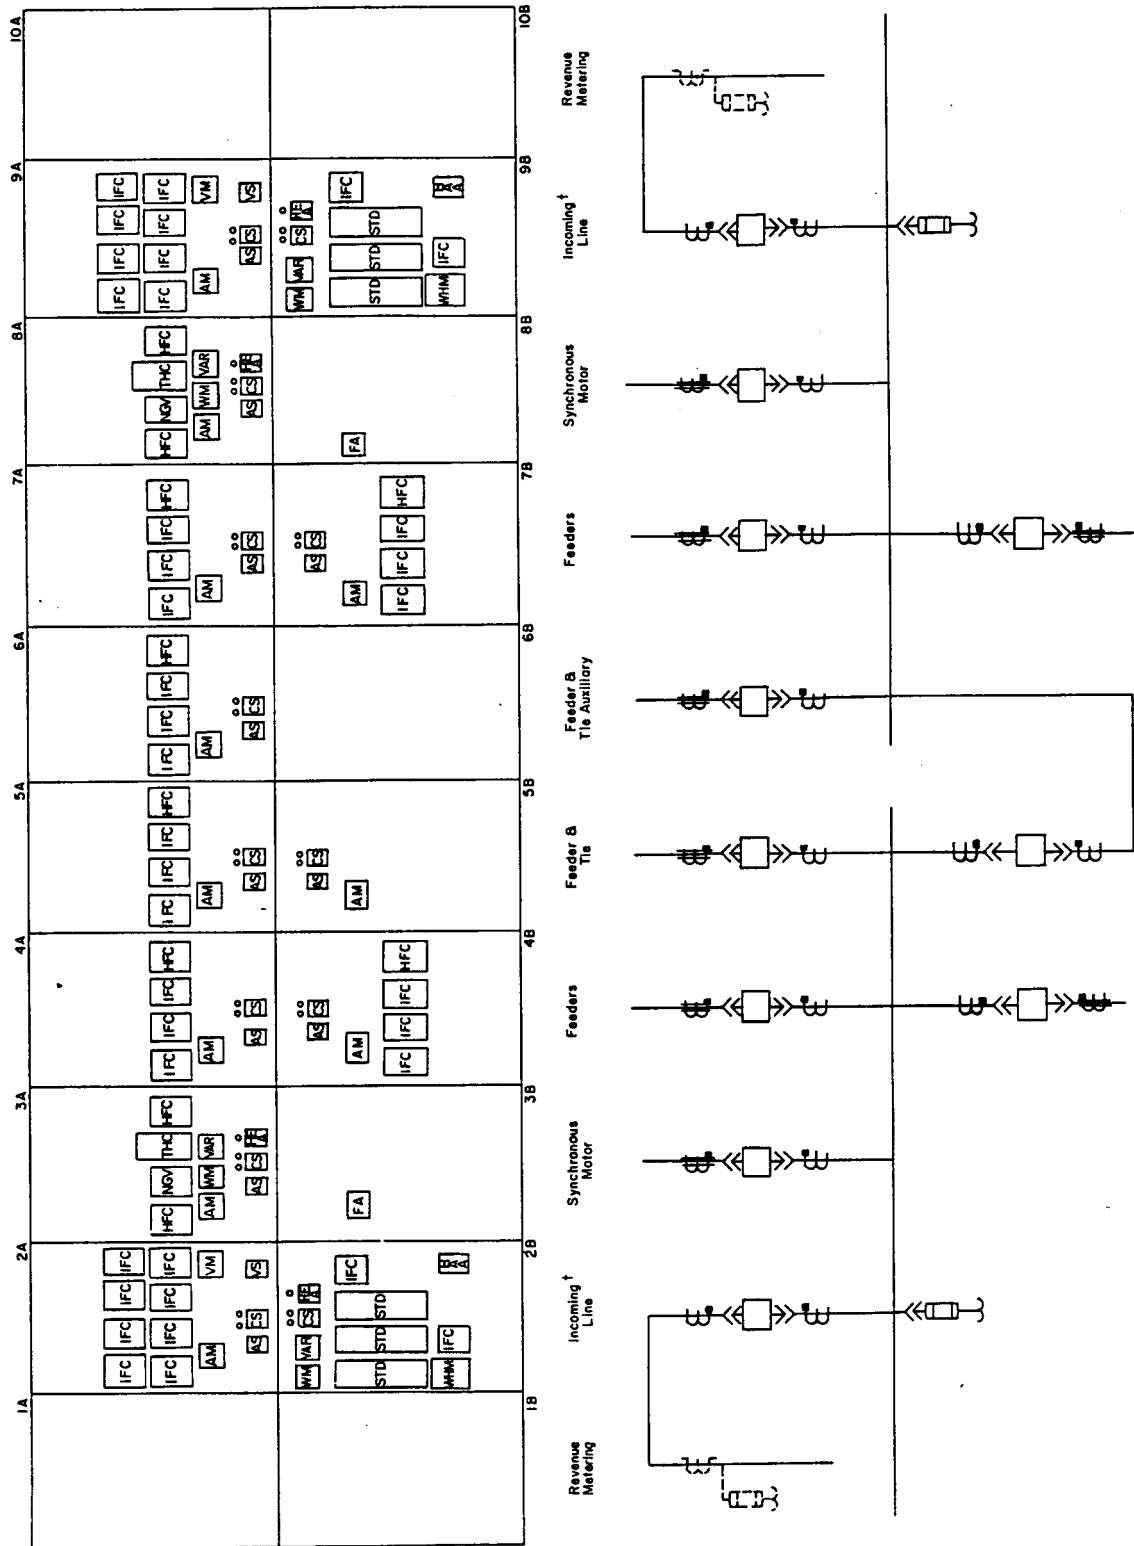 1A 2A 3A 4A 5A 6A 7A 8A 9A 10A
IFC IFC IFC IFC IFC IFC IFC IFC
IFC IFC IFC IFC HFC NGV THC HFC IFC IFC IFC HFC IFC IFC IFC HFC IFC IFC IFC HFC IFC IFC IFC HFC HFC NGV THC HFC IFC IFC IFC IFC
AM VM AM WM VAR AM AM AM AM AM WM VAR AM VM
AS CS VS AS CS AS CS AS CS AS CS AS CS AS CS AS CS VS
WM VAR CS AS CS AS CS AS CS WM VAR CS
STD STD STD IFC FA AM AM AM FA STD STD STD IFC
IFC IFC IFC HFC IFC IFC IFC HFC
WHM IFC WHM IFC
1B 2B 3B 4B 5B 6B 7B 8B 9B 10B
Revenue
Metering
Incoming†
Line
Synchronous
Motor
Feeders
Feeder &
Tie
Feeder &
Tie Auxiliary
Feeders
Synchronous
Motor
Incoming†
Line
Revenue
Metering